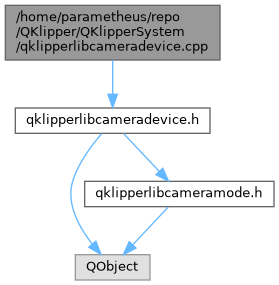 /home/parametheus/repo
/QKlipper/QKlipperSystem
/qklipperlibcameradevice.cpp
qklipperlibcameradevice.h
qklipperlibcameramode.h
QObject